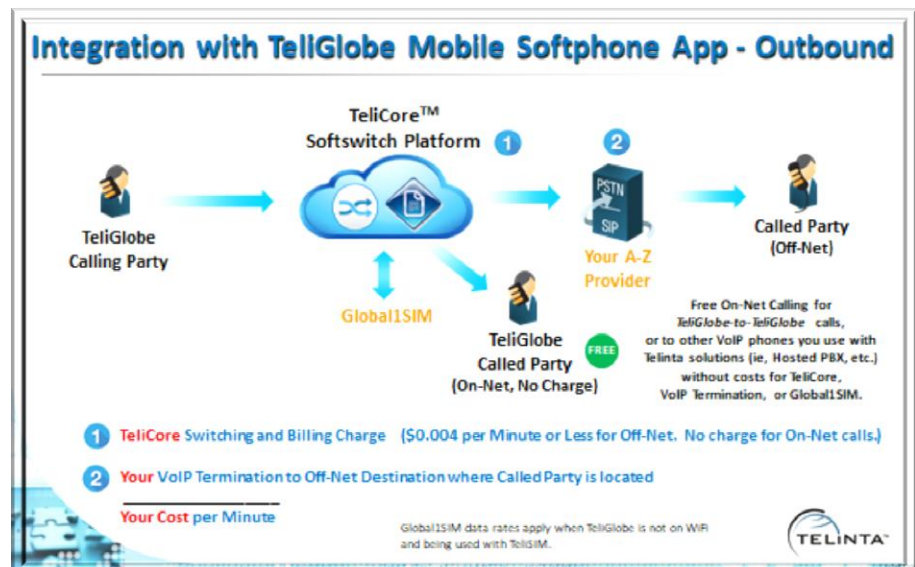 Integration with TeliGlobe Mobile Softphone App - Outbound
TeliCore™
Softswitch Platform
1
2
TeliGlobe
Calling Party
PSTN
SIP
Your A-Z
Provider
Called Party
(Off-Net)
Global1SIM
TeliGlobe
Called Party
(On-Net, No Charge)
FREE
Free On-Net Calling for
TeliGlobe-to-TeliGlobe calls,
or to other VoIP phones you use with
Telinta solutions (ie, Hosted PBX, etc.)
without costs for TeliCore,
VoIP Termination, or Global1SIM.
1 TeliCore Switching and Billing Charge ($0.004 per Minute or Less for Off-Net. No charge for On-Net calls.)
2 Your VoIP Termination to Off-Net Destination where Called Party is located
Your Cost per Minute
Global1SIM data rates apply when TeliGlobe is not on WiFi
and being used with TeliSIM.
TELINTA™